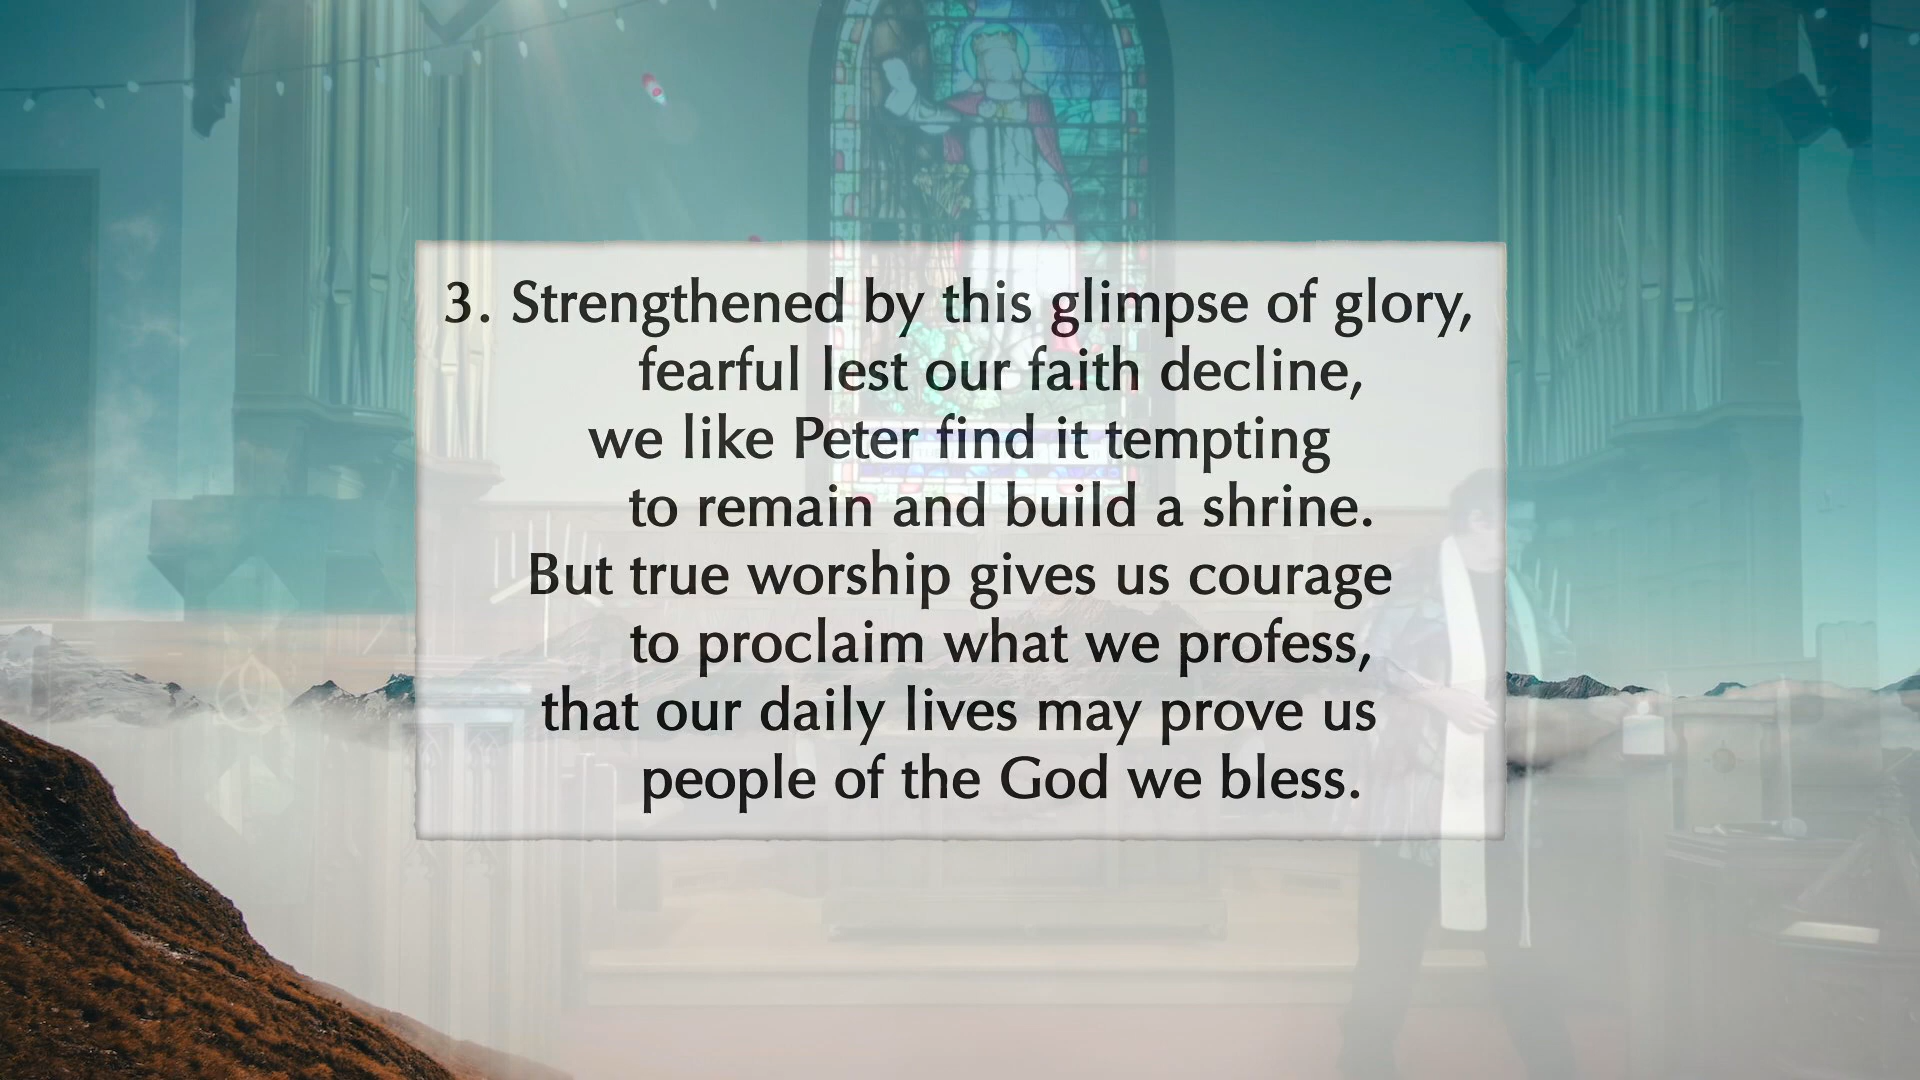 3. Strengthened by this glimpse of glory,
fearful lest our faith decline,
we like Peter find it tempting
to remain and build a shrine.
But true worship gives us courage
to proclaim what we profess,
that our daily lives may prove us
people of the God we bless.